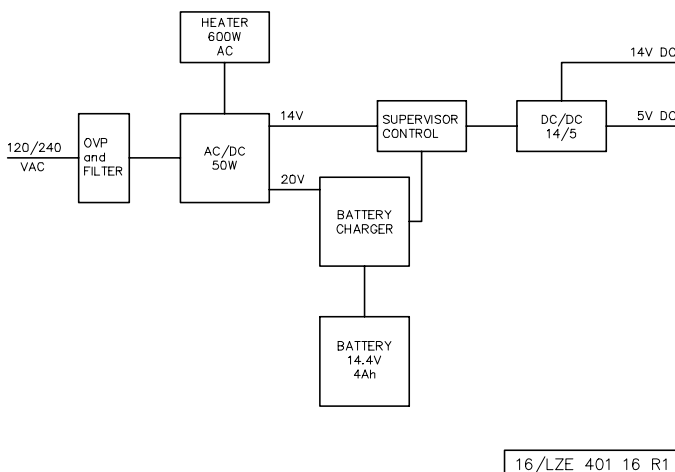 HEATER
600W
AC
14V DC
14V
SUPERVISOR
CONTROL
DC/DC
14/5
5V DC
120/240
VAC
OVP
and
FILTER
AC/DC
50W
20V
BATTERY
CHARGER
BATTERY
14.4V
4Ah
16/LZE 401 16 R1